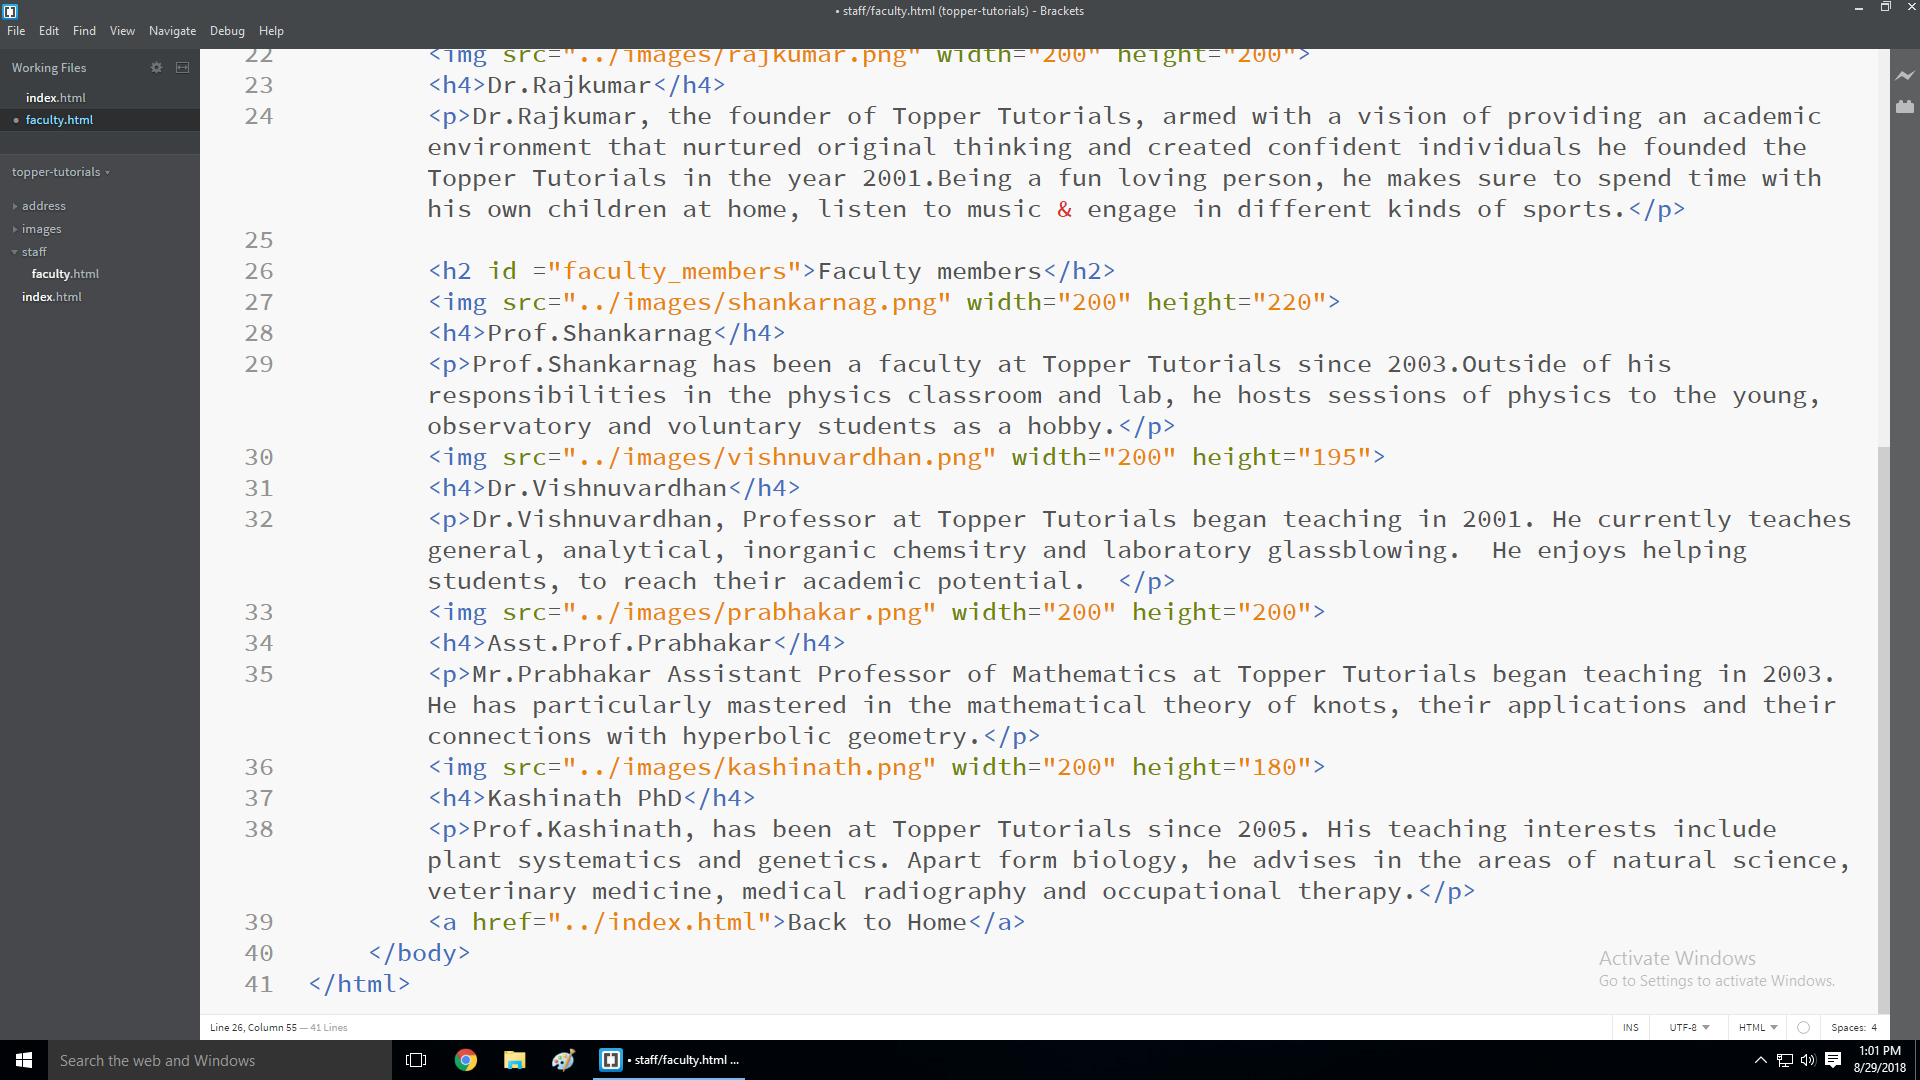 • staff/faculty.html (topper-tutorials) - Brackets
File Edit Find View Navigate Debug Help
Working Files
index.html
• faculty.html
topper-tutorials
address
images
staff
faculty.html
index.html
22 <img src="../images/rajkumar.png" width="200" height="200">
23 <h4>Dr.Rajkumar</h4>
24 <p>Dr.Rajkumar, the founder of Topper Tutorials, armed with a vision of providing an academic
environment that nurtured original thinking and created confident individuals he founded the
Topper Tutorials in the year 2001.Being a fun loving person, he makes sure to spend time with
his own children at home, listen to music & engage in different kinds of sports.</p>
25
26 <h2 id ="faculty_members">Faculty members</h2>
27 <img src="../images/shankarnag.png" width="200" height="220">
28 <h4>Prof.Shankarnag</h4>
29 <p>Prof.Shankarnag has been a faculty at Topper Tutorials since 2003.Outside of his
responsibilities in the physics classroom and lab, he hosts sessions of physics to the young,
observatory and voluntary students as a hobby.</p>
30 <img src="../images/vishnuvardhan.png" width="200" height="195">
31 <h4>Dr.Vishnuvardhan</h4>
32 <p>Dr.Vishnuvardhan, Professor at Topper Tutorials began teaching in 2001. He currently teaches
general, analytical, inorganic chemsitry and laboratory glassblowing.  He enjoys helping
students, to reach their academic potential.  </p>
33 <img src="../images/prabhakar.png" width="200" height="200">
34 <h4>Asst.Prof.Prabhakar</h4>
35 <p>Mr.Prabhakar Assistant Professor of Mathematics at Topper Tutorials began teaching in 2003.
He has particularly mastered in the mathematical theory of knots, their applications and their
connections with hyperbolic geometry.</p>
36 <img src="../images/kashinath.png" width="200" height="180">
37 <h4>Kashinath PhD</h4>
38 <p>Prof.Kashinath, has been at Topper Tutorials since 2005. His teaching interests include
plant systematics and genetics. Apart form biology, he advises in the areas of natural science,
veterinary medicine, medical radiography and occupational therapy.</p>
39 <a href="../index.html">Back to Home</a>
40 </body>
41 </html>
Activate Windows
Go to Settings to activate Windows.
Line 26, Column 55 — 41 Lines
INS UTF-8 HTML Spaces: 4
Search the web and Windows
• staff/faculty.html ...
1:01 PM
8/29/2018